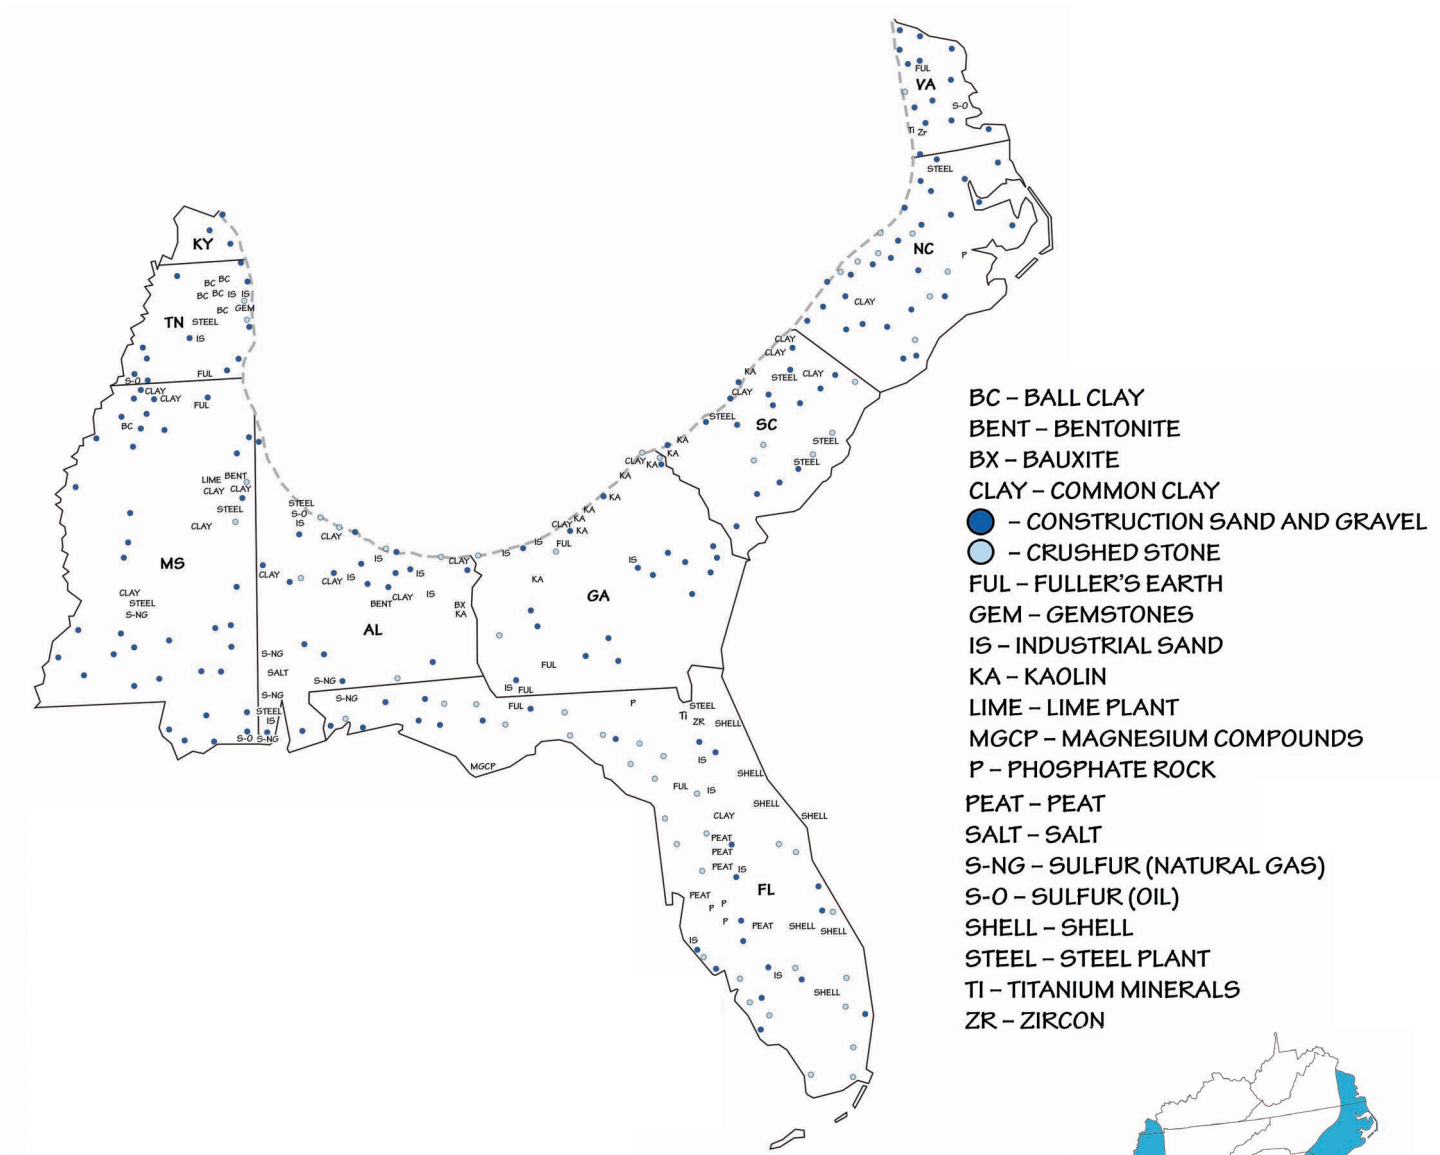 FUL
VA
S-O
Ti Zr
STEEL
NC
P
CLAY
KY
BC BC
BC BC IS IS
BC GEM
TN STEEL
IS
S-O FUL
CLAY
CLAY
FUL
BC
LIME BENT
CLAY CLAY
STEEL
CLAY
MS
CLAY
STEEL
S-NG
STEEL
S-O
IS
CLAY
IS
CLAY
CLAY IS
IS
CLAY
BENT
CLAY
IS
BX
KA
AL
S-NG
SALT
S-NG
S-NG
S-NG
STEEL
IS
S-O S-NG
CLAY
CLAY
KA
STEEL CLAY
CLAY
STEEL
SC
STEEL
STEEL
KA
KA
CLAY KA
KA
KA
KA
CLAY KA
KA
IS
IS
FUL
IS
KA
GA
FUL
IS FUL
FUL
P
STEEL
Ti
ZR SHELL
IS
MGCP
SHELL
FUL
IS
SHELL
CLAY
SHELL
PEAT
PEAT
PEAT IS
FL
PEAT
P P
P
PEAT SHELL
SHELL
IS
IS
SHELL
BC – BALL CLAY
BENT – BENTONITE
BX – BAUXITE
CLAY – COMMON CLAY
– CONSTRUCTION SAND AND GRAVEL
– CRUSHED STONE
FUL – FULLER'S EARTH
GEM – GEMSTONES
IS – INDUSTRIAL SAND
KA – KAOLIN
LIME – LIME PLANT
MGCP – MAGNESIUM COMPOUNDS
P – PHOSPHATE ROCK
PEAT – PEAT
SALT – SALT
S-NG – SULFUR (NATURAL GAS)
S-O – SULFUR (OIL)
SHELL – SHELL
STEEL – STEEL PLANT
TI – TITANIUM MINERALS
ZR – ZIRCON